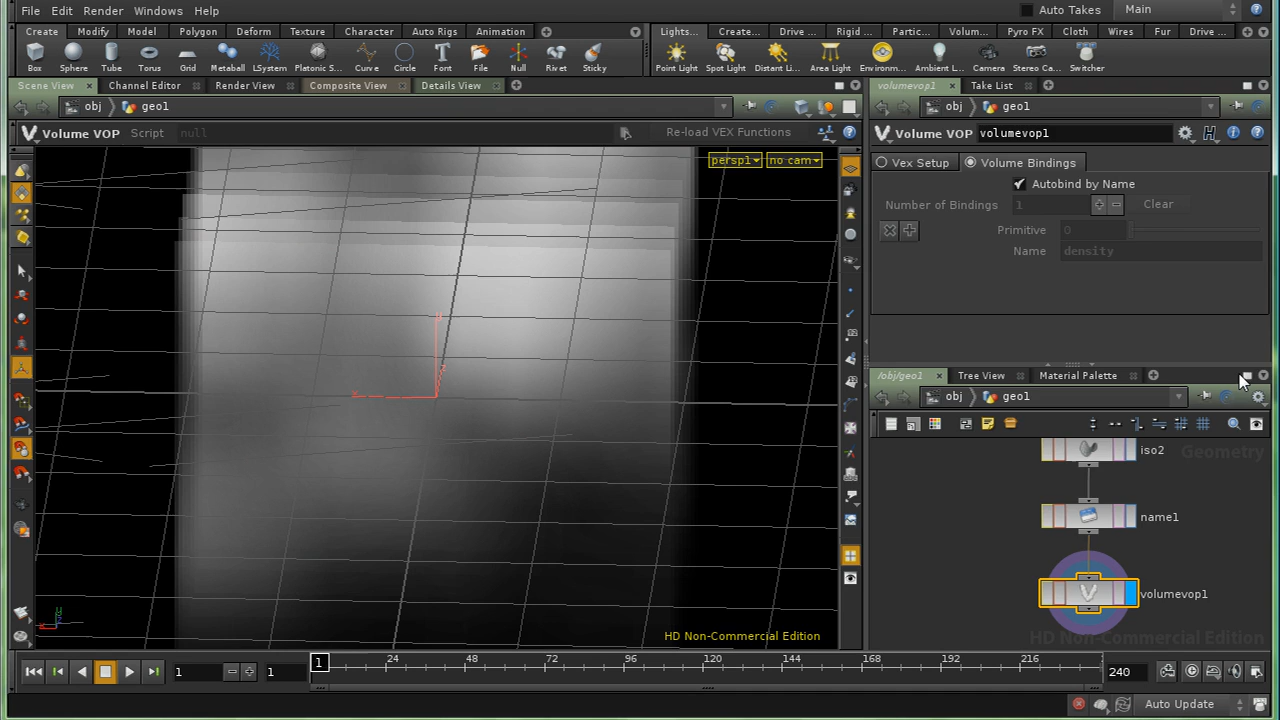 File Edit Render Windows Help
Auto Takes Main
Create Modify Model Polygon Deform Texture Character Auto Rigs Animation
Lights... Create... Drive ... Rigid ... Partic... Volum... Pyro FX Cloth Wires Fur Drive ...
Box Sphere Tube Torus Grid Metaball LSystem Platonic S... Curve Circle Font Null File Rivet Sticky
Point Light Spot Light Distant Li... Area Light Environm... Ambient L... Camera Stereo Ca... Switcher
Scene View Channel Editor Render View Composite View Details View
volumevop1 Take List
obj geo1
obj geo1
Volume VOP Script null Re-load VEX Functions
Volume VOP volumevop1
persp1 no cam
Vex Setup Volume Bindings
Autobind by Name
Number of Bindings 1 Clear
Primitive 0
Name density
/obj/geo1 Tree View Material Palette
obj geo1
iso2
Geometry
name1
volumevop1
HD Non-Commercial Edition
HD Non-Commercial Edition
1 1 1 24 48 72 96 120 144 168 192 216 240
Auto Update